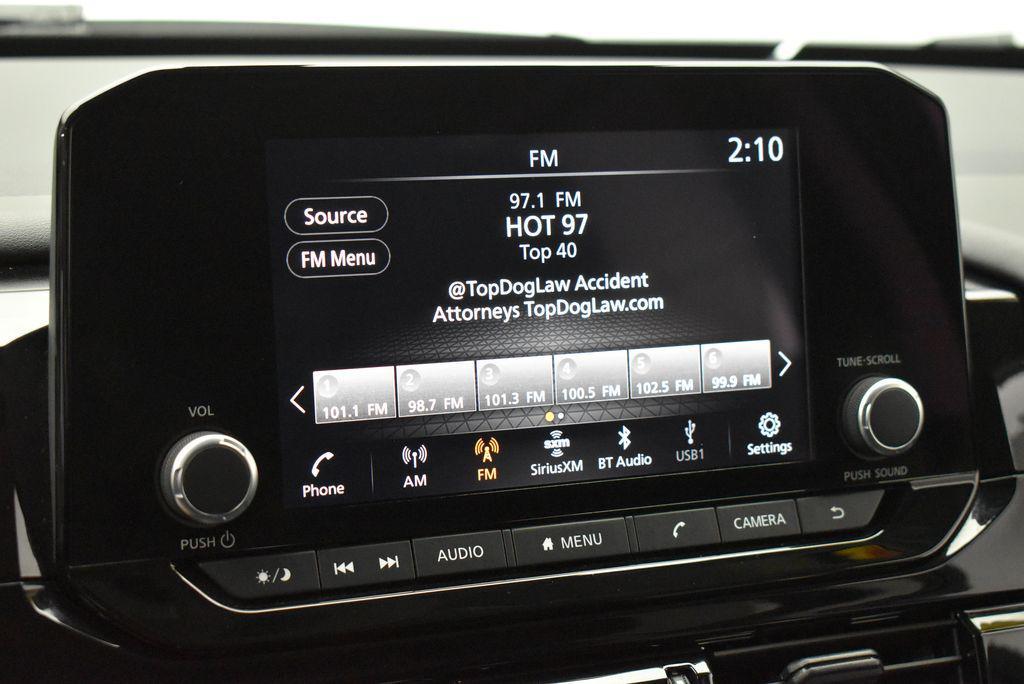 FM
2:10
Source
FM Menu
97.1 FM
HOT 97
Top 40
@TopDogLaw Accident
Attorneys TopDogLaw.com
1
101.1 FM
2
98.7 FM
3
101.3 FM
4
100.5 FM
5
102.5 FM
6
99.9 FM
Phone
AM
FM
sxm
SiriusXM
BT Audio
USB1
Settings
VOL
PUSH
TUNE·SCROLL
PUSH SOUND
AUDIO
MENU
CAMERA